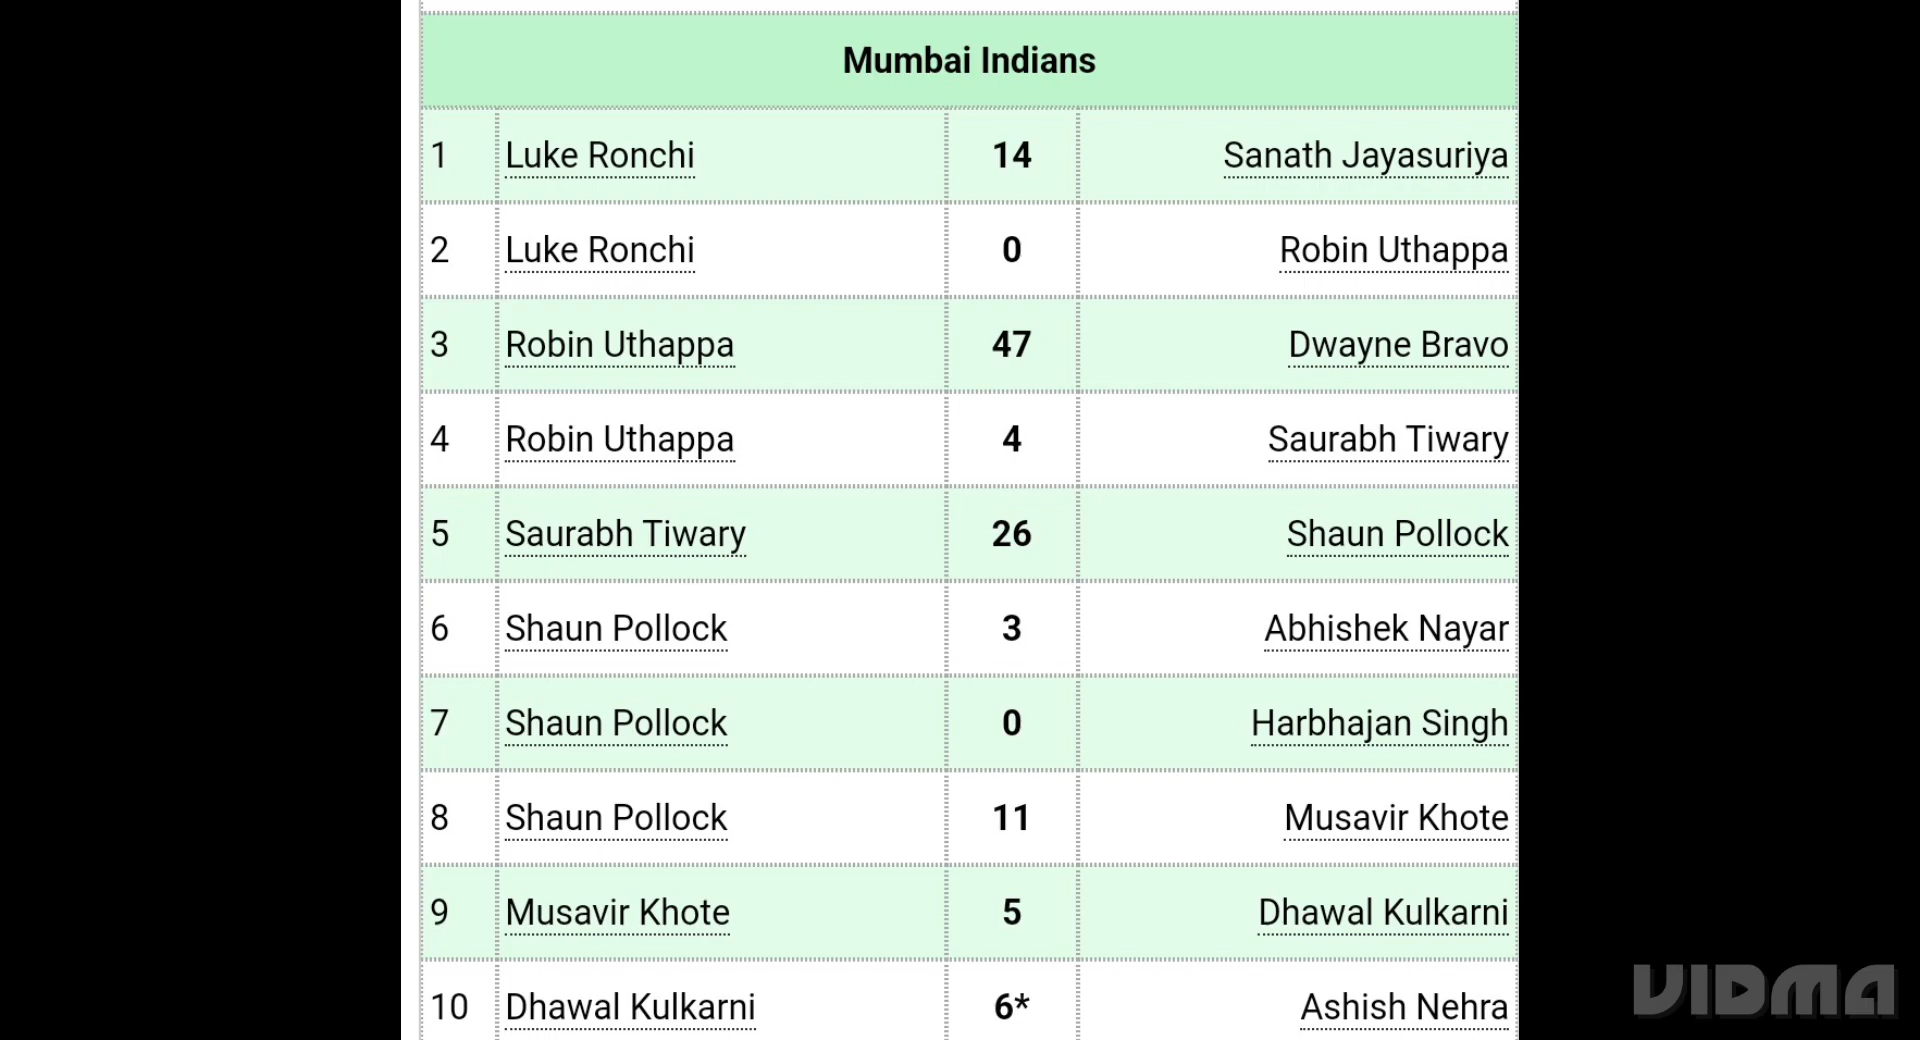 Mumbai Indians
1 Luke Ronchi 14 Sanath Jayasuriya
2 Luke Ronchi 0 Robin Uthappa
3 Robin Uthappa 47 Dwayne Bravo
4 Robin Uthappa 4 Saurabh Tiwary
5 Saurabh Tiwary 26 Shaun Pollock
6 Shaun Pollock 3 Abhishek Nayar
7 Shaun Pollock 0 Harbhajan Singh
8 Shaun Pollock 11 Musavir Khote
9 Musavir Khote 5 Dhawal Kulkarni
10 Dhawal Kulkarni 6* Ashish Nehra
VIDMA